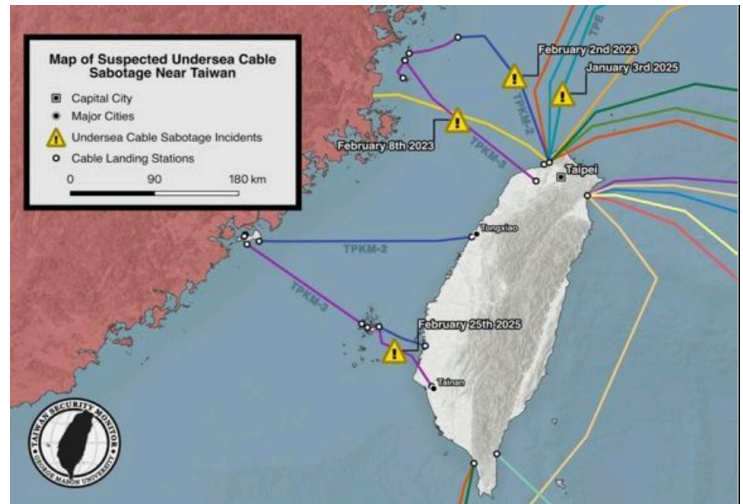 Map of Suspected Undersea Cable
Sabotage Near Taiwan
Capital City
Major Cities
Undersea Cable Sabotage Incidents
Cable Landing Stations
0 90 180 km
February 2nd 2023
TPE
January 3rd 2025
TPKM-2
February 8th 2023
TPKM-3
Taipei
Tongxiao
TPKM-2
TPKM-3
February 25th 2025
Tainan
TAIWAN SECURITY MONITOR
GEORGE MASON UNIVERSITY